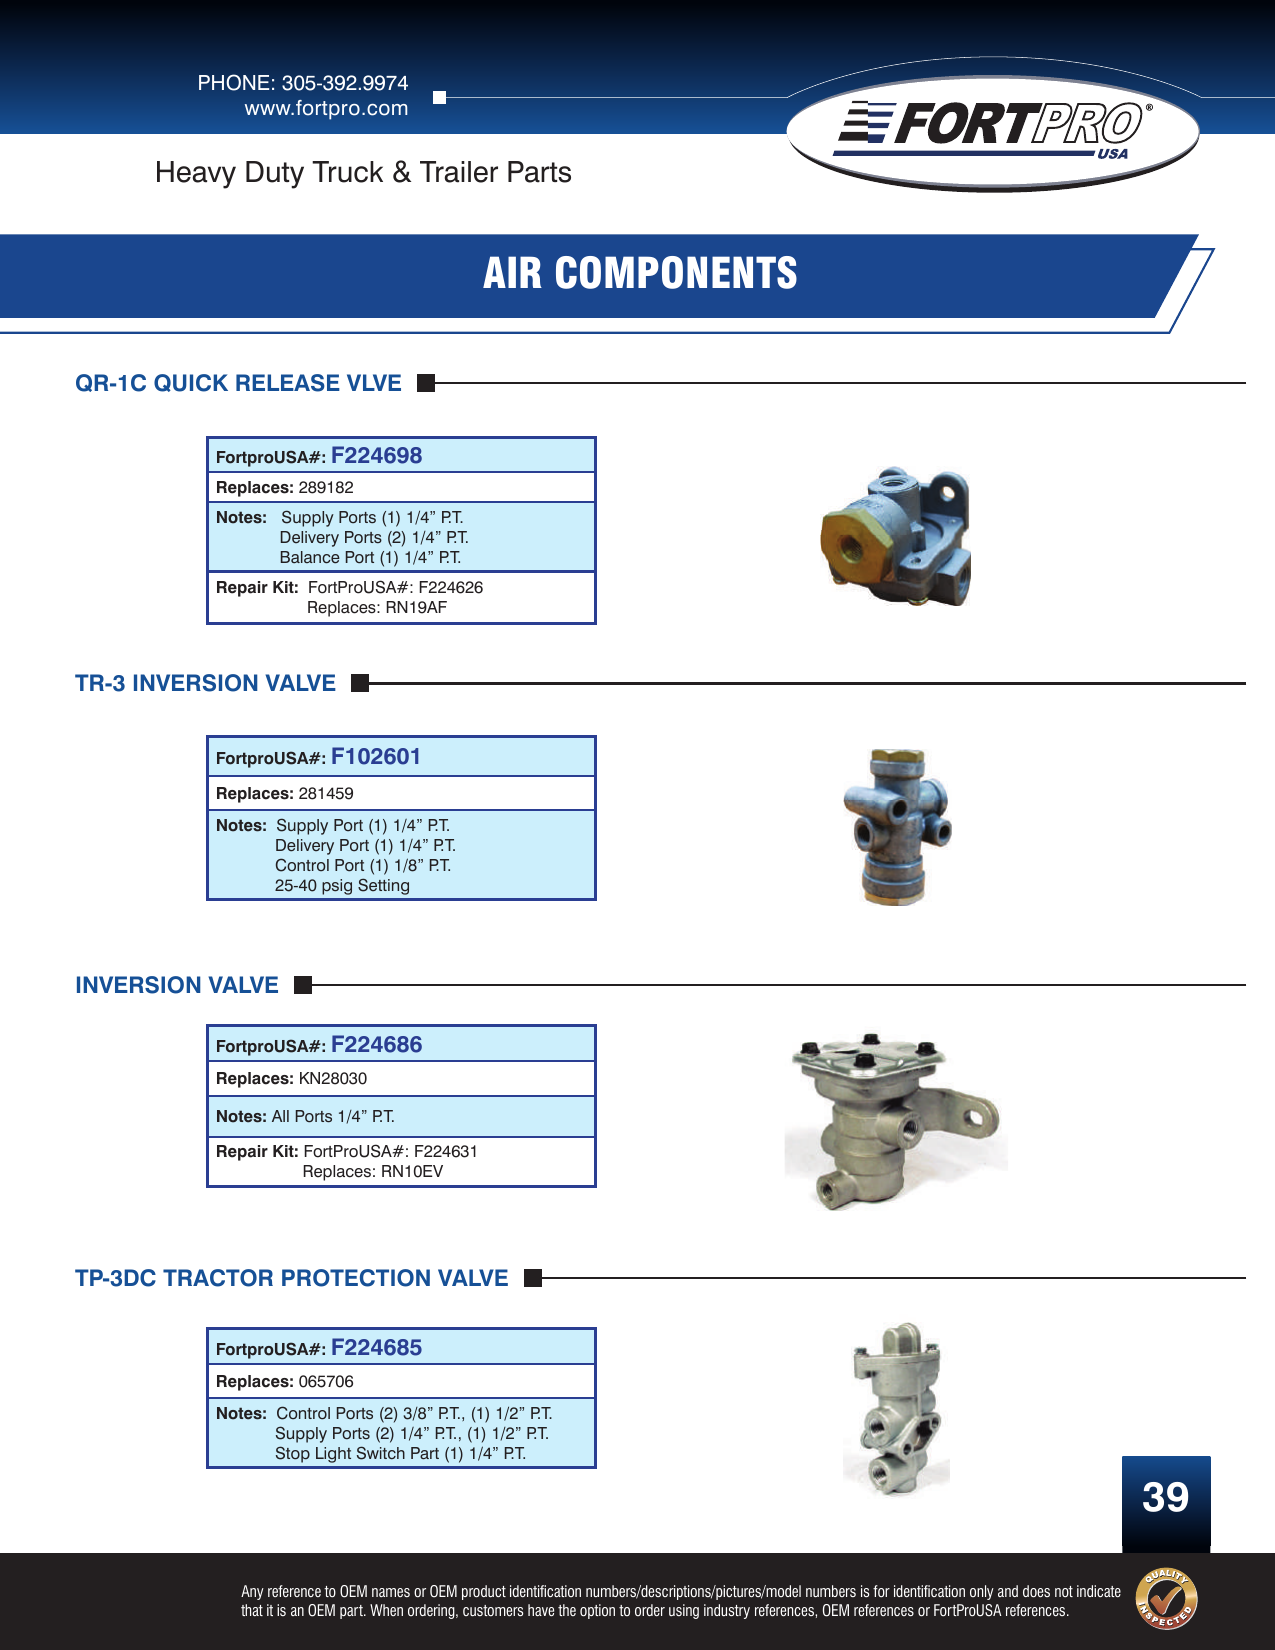 PHONE: 305-392.9974
www.fortpro.com
FORTPRO®
USA
Heavy Duty Truck & Trailer Parts
AIR COMPONENTS
QR-1C QUICK RELEASE VLVE
FortproUSA#: F224698
Replaces: 289182
Notes: Supply Ports (1) 1/4” P.T.
Delivery Ports (2) 1/4” P.T.
Balance Port (1) 1/4” P.T.
Repair Kit: FortProUSA#: F224626
Replaces: RN19AF
TR-3 INVERSION VALVE
FortproUSA#: F102601
Replaces: 281459
Notes: Supply Port (1) 1/4” P.T.
Delivery Port (1) 1/4” P.T.
Control Port (1) 1/8” P.T.
25-40 psig Setting
INVERSION VALVE
FortproUSA#: F224686
Replaces: KN28030
Notes: All Ports 1/4” P.T.
Repair Kit: FortProUSA#: F224631
Replaces: RN10EV
TP-3DC TRACTOR PROTECTION VALVE
FortproUSA#: F224685
Replaces: 065706
Notes: Control Ports (2) 3/8” P.T., (1) 1/2” P.T.
Supply Ports (2) 1/4” P.T., (1) 1/2” P.T.
Stop Light Switch Part (1) 1/4” P.T.
39
Any reference to OEM names or OEM product identification numbers/descriptions/pictures/model numbers is for identification only and does not indicate
that it is an OEM part. When ordering, customers have the option to order using industry references, OEM references or FortProUSA references.
QUALITY
INSPECTED